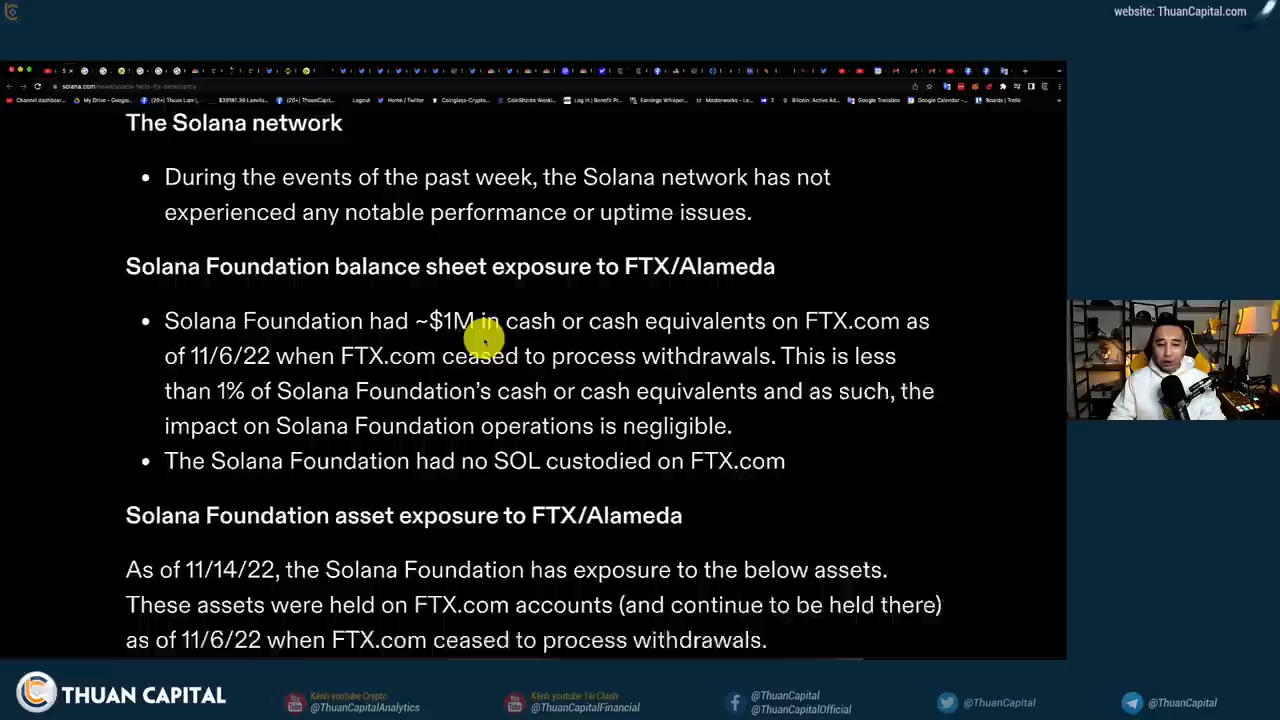 website: ThuanCapital.com
The Solana network
• During the events of the past week, the Solana network has not
experienced any notable performance or uptime issues.
Solana Foundation balance sheet exposure to FTX/Alameda
• Solana Foundation had ~$1M in cash or cash equivalents on FTX.com as
of 11/6/22 when FTX.com ceased to process withdrawals. This is less
than 1% of Solana Foundation's cash or cash equivalents and as such, the
impact on Solana Foundation operations is negligible.
• The Solana Foundation had no SOL custodied on FTX.com
Solana Foundation asset exposure to FTX/Alameda
As of 11/14/22, the Solana Foundation has exposure to the below assets.
These assets were held on FTX.com accounts (and continue to be held there)
as of 11/6/22 when FTX.com ceased to process withdrawals.
THUAN CAPITAL
Kênh youtube Crypto
@ThuanCapitalAnalytics
Kênh youtube Tài Chính
@ThuanCapitalFinancial
@ThuanCapital
@ThuanCapitalOfficial
@ThuanCapital
@ThuanCapital